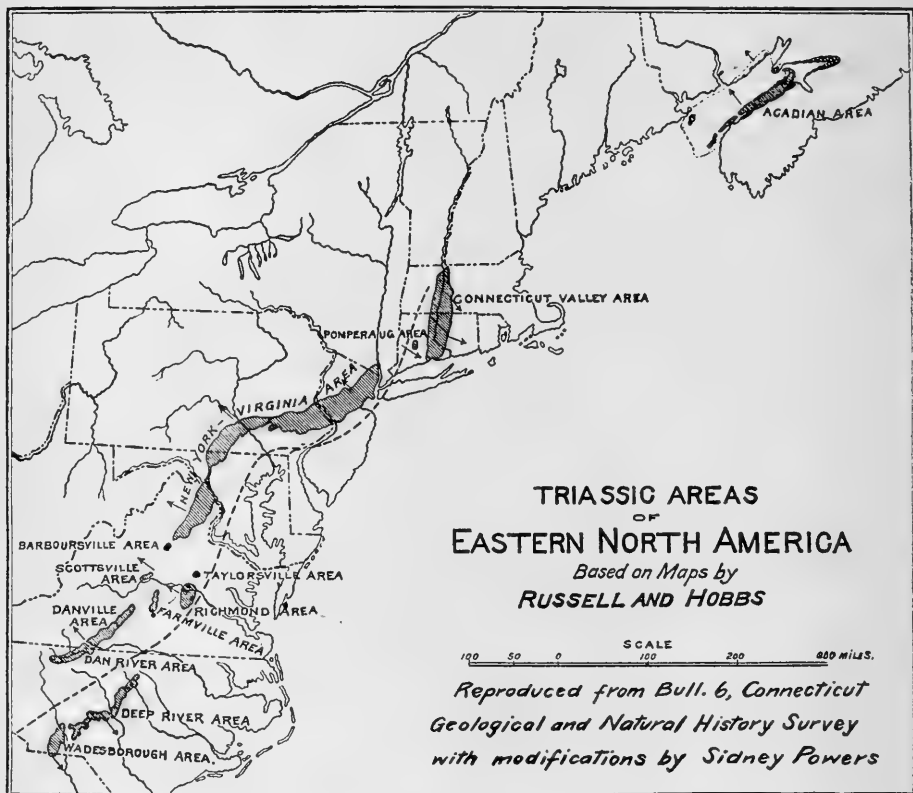 ACADIAN AREA
CONNECTICUT VALLEY AREA
POMPERAUG AREA
NEW YORK – VIRGINIA AREA
BARBOURSVILLE AREA
SCOTTSVILLE
AREA
TAYLORSVILLE AREA
DANVILLE
AREA
RICHMOND AREA
FARMVILLE AREA
DAN RIVER AREA
DEEP RIVER AREA
WADESBOROUGH AREA.
TRIASSIC AREAS
OF
EASTERN NORTH AMERICA
Based on Maps by
RUSSELL AND HOBBS
SCALE
100 50 0 100 200 MILES.
Reproduced from Bull. 6, Connecticut
Geological and Natural History Survey
with modifications by Sidney Powers